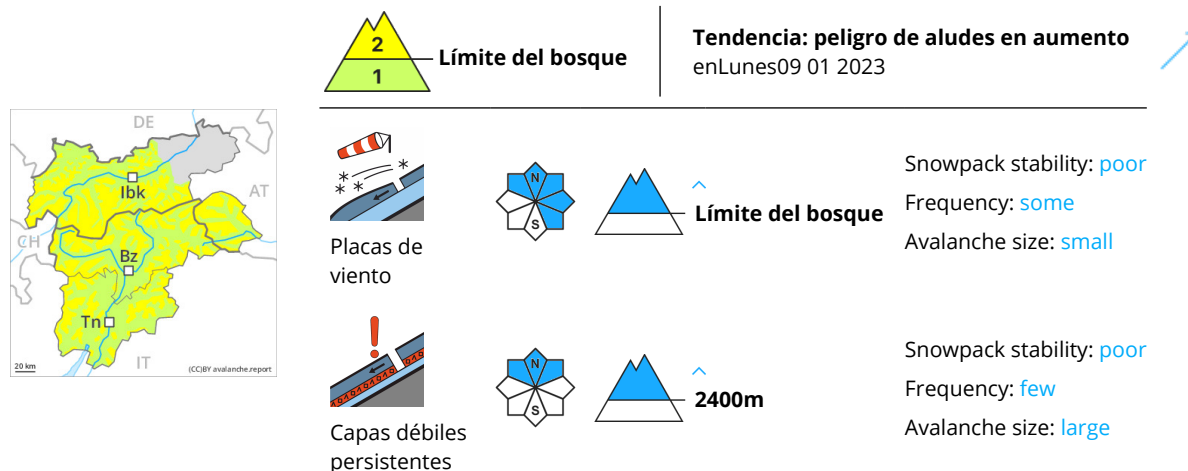 2
1
Límite del bosque
Tendencia: peligro de aludes en aumento
enLunes09 01 2023
DE
AT
CH
IT
Ibk
Bz
Tn
20 km
(CC)BY avalanche.report
Placas de
viento
N
S
Límite del bosque
Snowpack stability: poor
Frequency: some
Avalanche size: small
Capas débiles
persistentes
N
S
2400m
Snowpack stability: poor
Frequency: few
Avalanche size: large